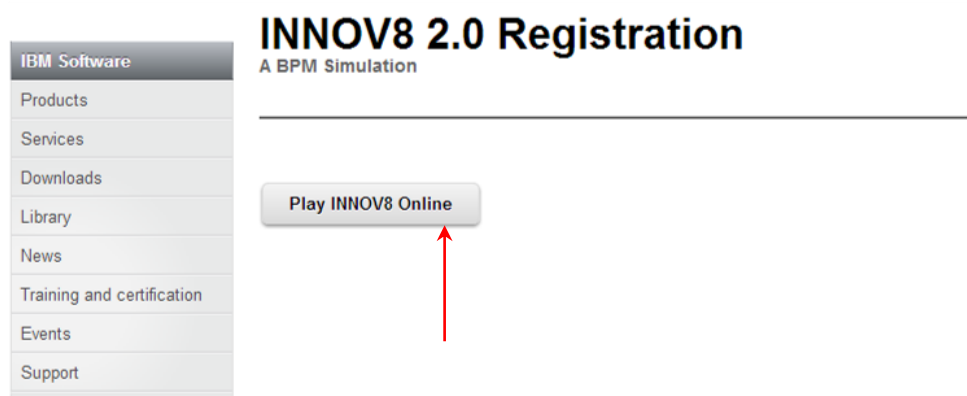 INNOV8 2.0 Registration
A BPM Simulation
IBM Software
Products
Services
Downloads
Library
News
Training and certification
Events
Support
Play INNOV8 Online